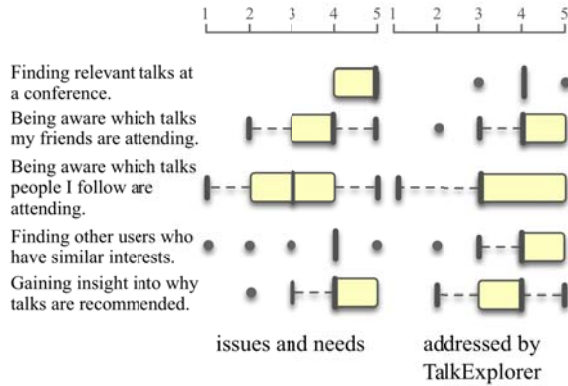 1 2 3 4 5 1 2 3 4 5
Finding relevant talks at
a conference.
Being aware which talks
my friends are attending.
Being aware which talks
people I follow are
attending.
Finding other users who
have similar interests.
Gaining insight into why
talks are recommended.
issues and needs addressed by
TalkExplorer